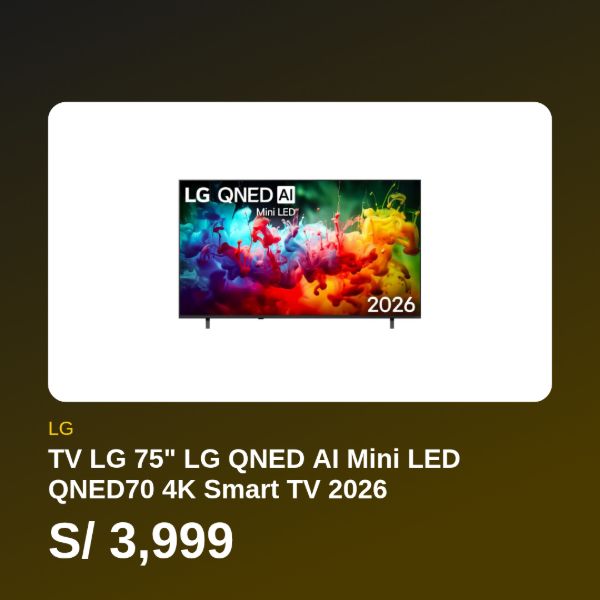 LG QNED AI
Mini LED
2026
LG
TV LG 75" LG QNED AI Mini LED
QNED70 4K Smart TV 2026
S/ 3,999